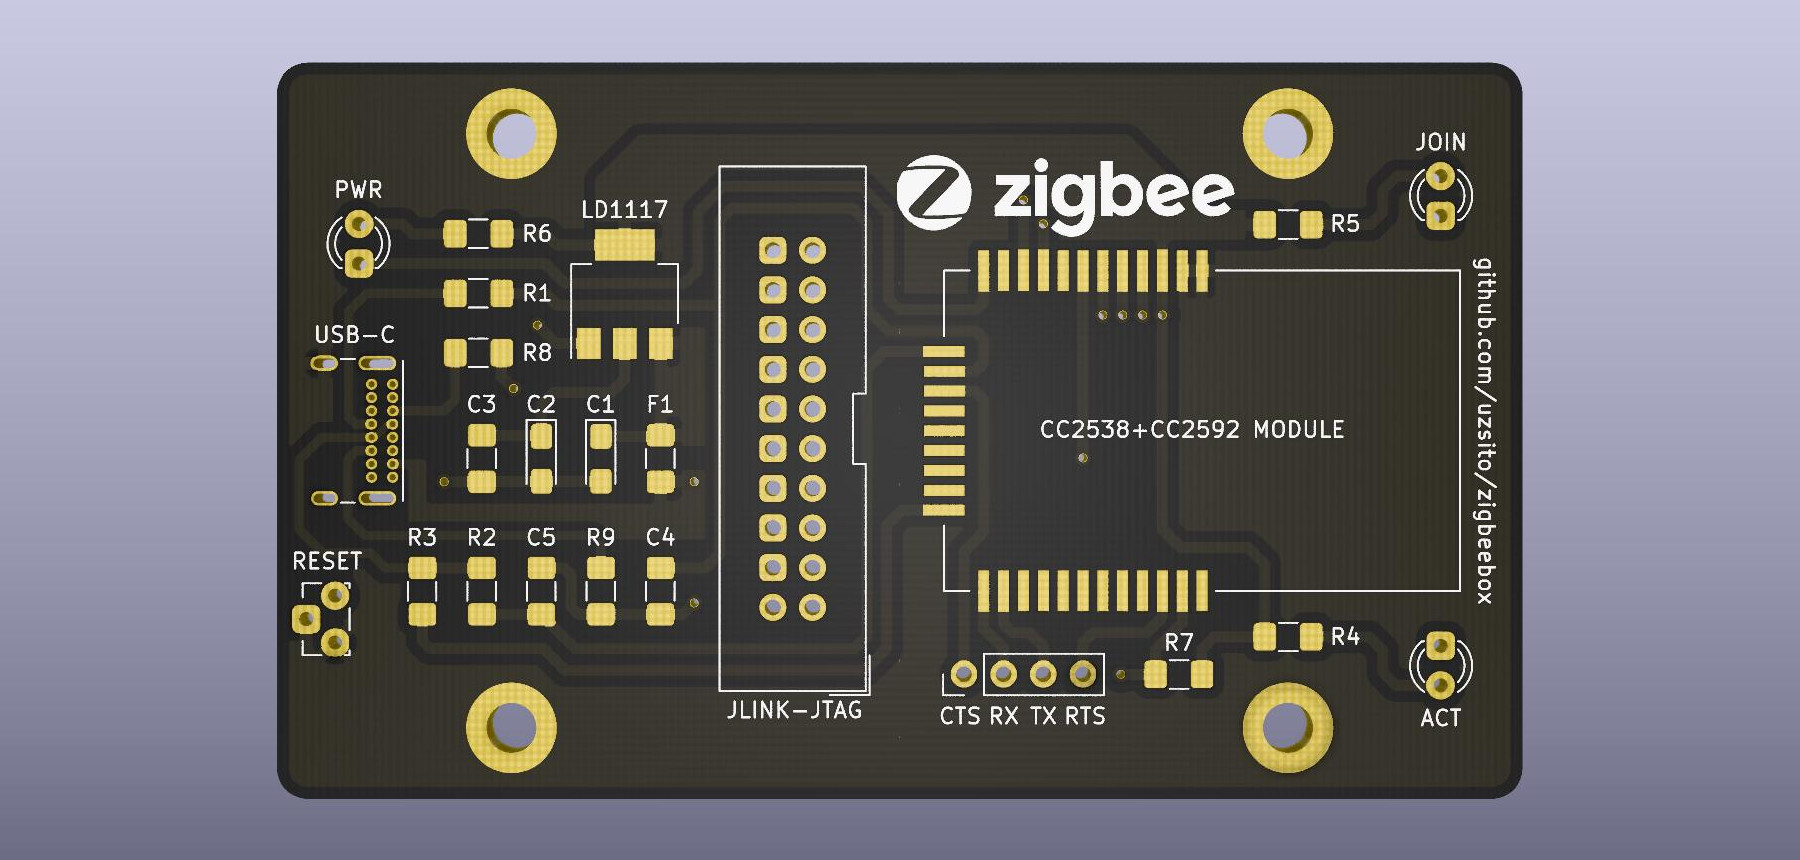 JOIN
zigbee
PWR
LD1117
R6
R5
R1
USB-C
R8
github.com/uzsito/zigbeebox
C3 C2 C1 F1
CC2538+CC2592 MODULE
R3 R2 C5 R9 C4
RESET
R7
R4
JLINK-JTAG
CTS RX TX RTS
ACT